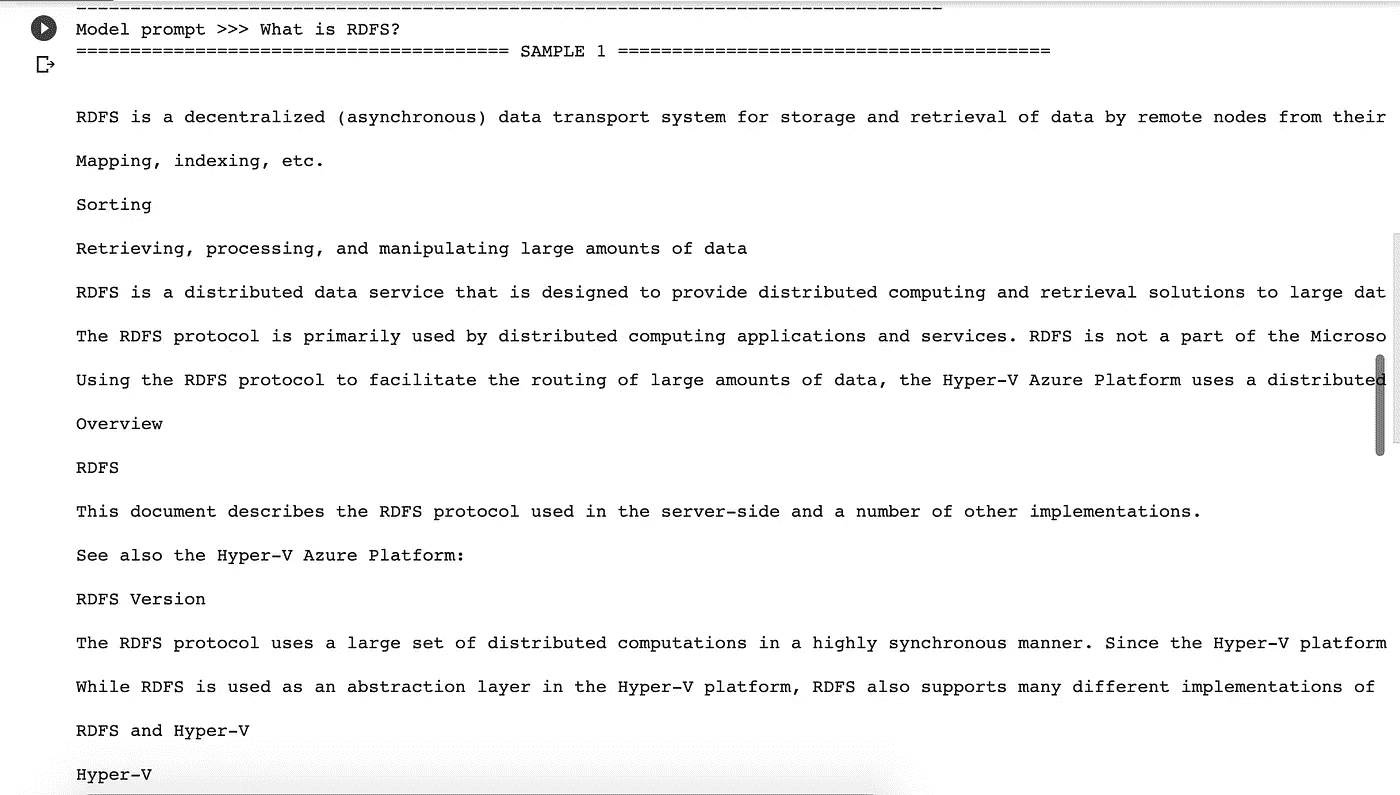 --------------------------------------------------------------------------------
Model prompt >>> What is RDFS?
======================================== SAMPLE 1 ========================================
RDFS is a decentralized (asynchronous) data transport system for storage and retrieval of data by remote nodes from their
Mapping, indexing, etc.
Sorting
Retrieving, processing, and manipulating large amounts of data
RDFS is a distributed data service that is designed to provide distributed computing and retrieval solutions to large dat
The RDFS protocol is primarily used by distributed computing applications and services. RDFS is not a part of the Microso
Using the RDFS protocol to facilitate the routing of large amounts of data, the Hyper-V Azure Platform uses a distributed
Overview
RDFS
This document describes the RDFS protocol used in the server-side and a number of other implementations.
See also the Hyper-V Azure Platform:
RDFS Version
The RDFS protocol uses a large set of distributed computations in a highly synchronous manner. Since the Hyper-V platform
While RDFS is used as an abstraction layer in the Hyper-V platform, RDFS also supports many different implementations of
RDFS and Hyper-V
Hyper-V